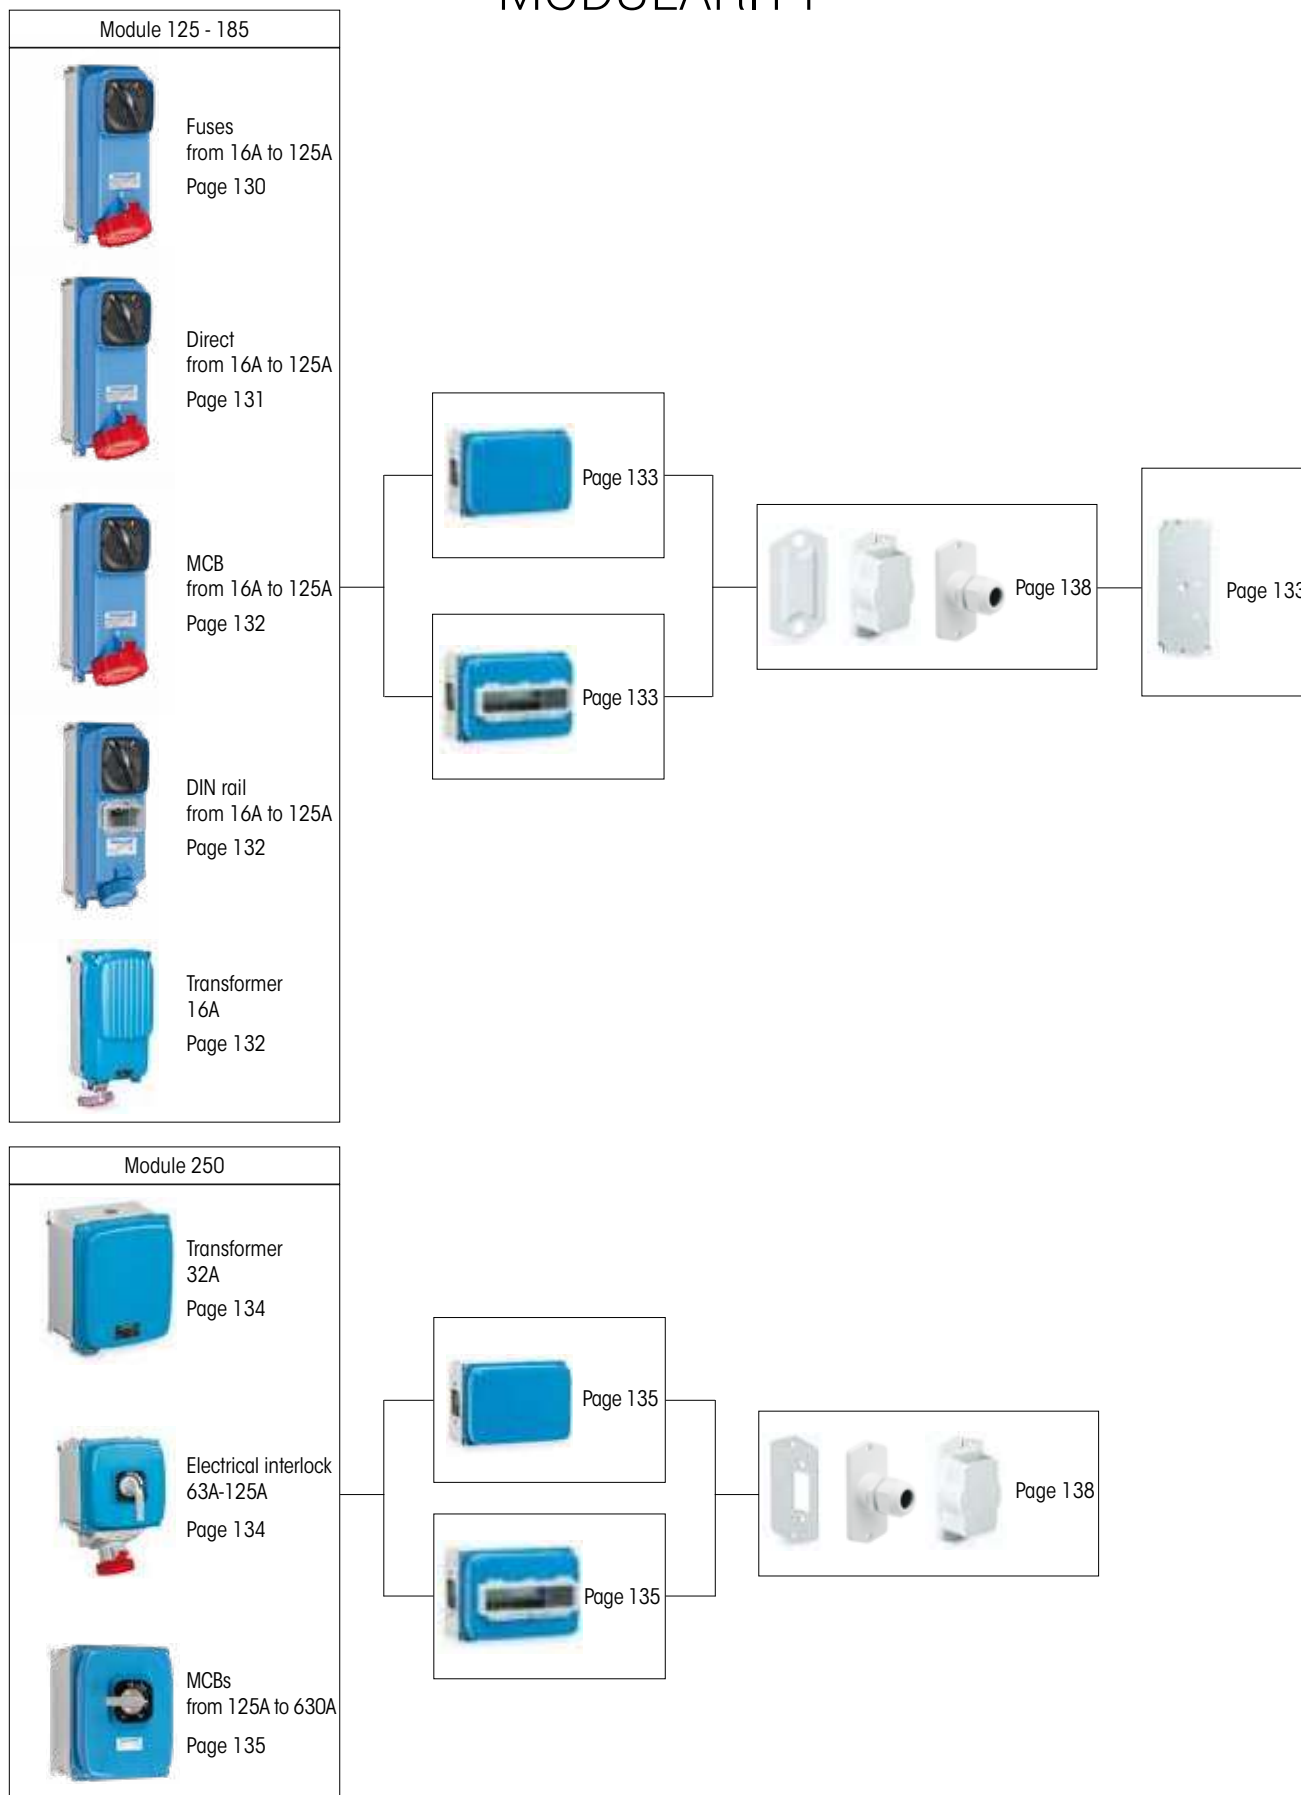 MODULARITY
Module 125 - 185
Fuses
from 16A to 125A
Page 130
Direct
from 16A to 125A
Page 131
MCB
from 16A to 125A
Page 132
DIN rail
from 16A to 125A
Page 132
Transformer
16A
Page 132
Page 133
Page 133
Page 138
Page 133
Module 250
Transformer
32A
Page 134
Electrical interlock
63A-125A
Page 134
MCBs
from 125A to 630A
Page 135
Page 135
Page 135
Page 138